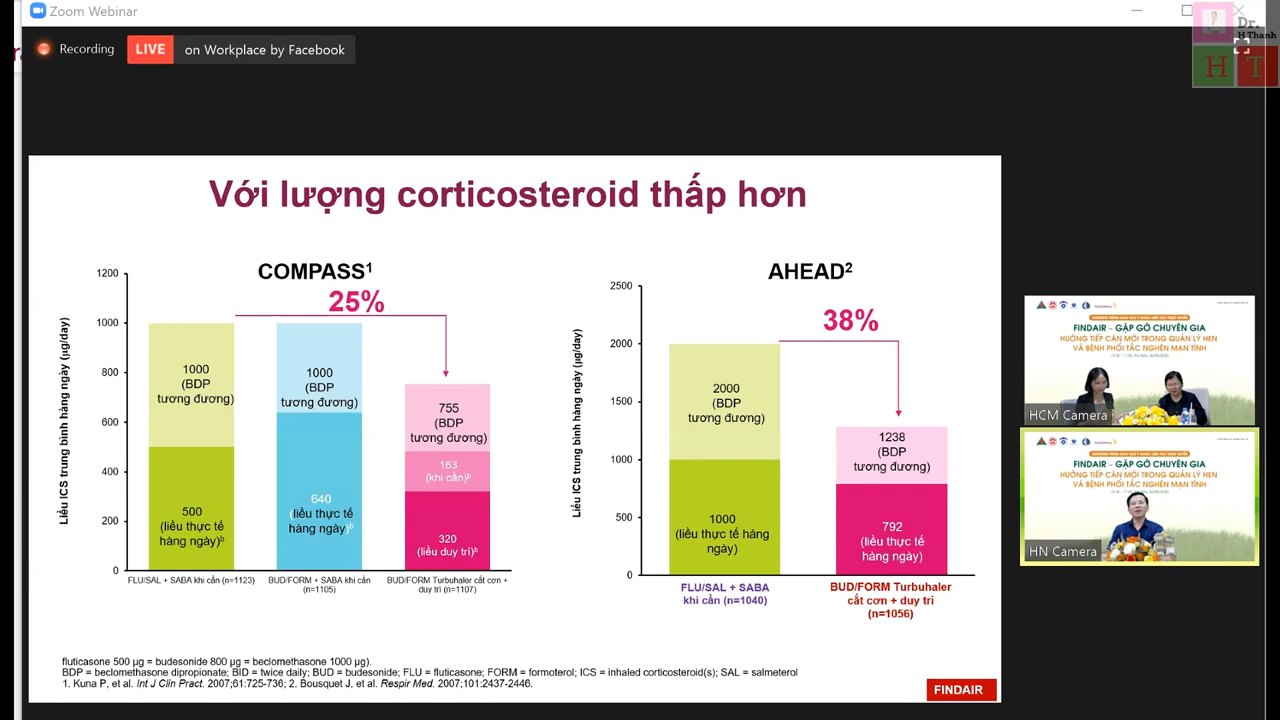 Zoom Webinar
Dr.
H Thanh
H T
Recording
LIVE
on Workplace by Facebook
Với lượng corticosteroid thấp hơn
COMPASS1
25%
Liều ICS trung bình hàng ngày (µg/day)
1200
1000
800
600
400
200
0
1000
(BDP
tương đương)
500
(liều thực tế
hàng ngày)b
1000
(BDP
tương đương)
640
(liều thực tế
hàng ngày)b
755
(BDP
tương đương)
163
(khi cần)b
320
(liều duy trì)b
FLU/SAL + SABA khi cần (n=1123)
BUD/FORM + SABA khi cần
(n=1105)
BUD/FORM Turbuhaler cắt cơn +
duy trì (n=1107)
AHEAD2
38%
Liều ICS trung bình hàng ngày (µg/day)
2500
2000
1500
1000
500
0
2000
(BDP
tương đương)
1000
(liều thực tế hàng
ngày)
1238
(BDP
tương đương)
792
(liều thực tế
hàng ngày)
FLU/SAL + SABA
khi cần (n=1040)
BUD/FORM Turbuhaler
cắt cơn + duy trì
(n=1056)
fluticasone 500 µg = budesonide 800 µg = beclomethasone 1000 µg).
BDP = beclomethasone dipropionate; BID = twice daily; BUD = budesonide; FLU = fluticasone; FORM = formoterol; ICS = inhaled corticosteroid(s); SAL = salmeterol
1. Kuna P, et al. Int J Clin Pract. 2007;61:725-736; 2. Bousquet J, et al. Respir Med. 2007;101:2437-2446.
FINDAIR
FINDAIR – GẶP GỠ CHUYÊN GIA
HƯỚNG TIẾP CẬN MỚI TRONG QUẢN LÝ HEN
VÀ BỆNH PHỔI TẮC NGHẼN MẠN TÍNH
HCM Camera
FINDAIR – GẶP GỠ CHUYÊN GIA
HƯỚNG TIẾP CẬN MỚI TRONG QUẢN LÝ HEN
VÀ BỆNH PHỔI TẮC NGHẼN MẠN TÍNH
HN Camera